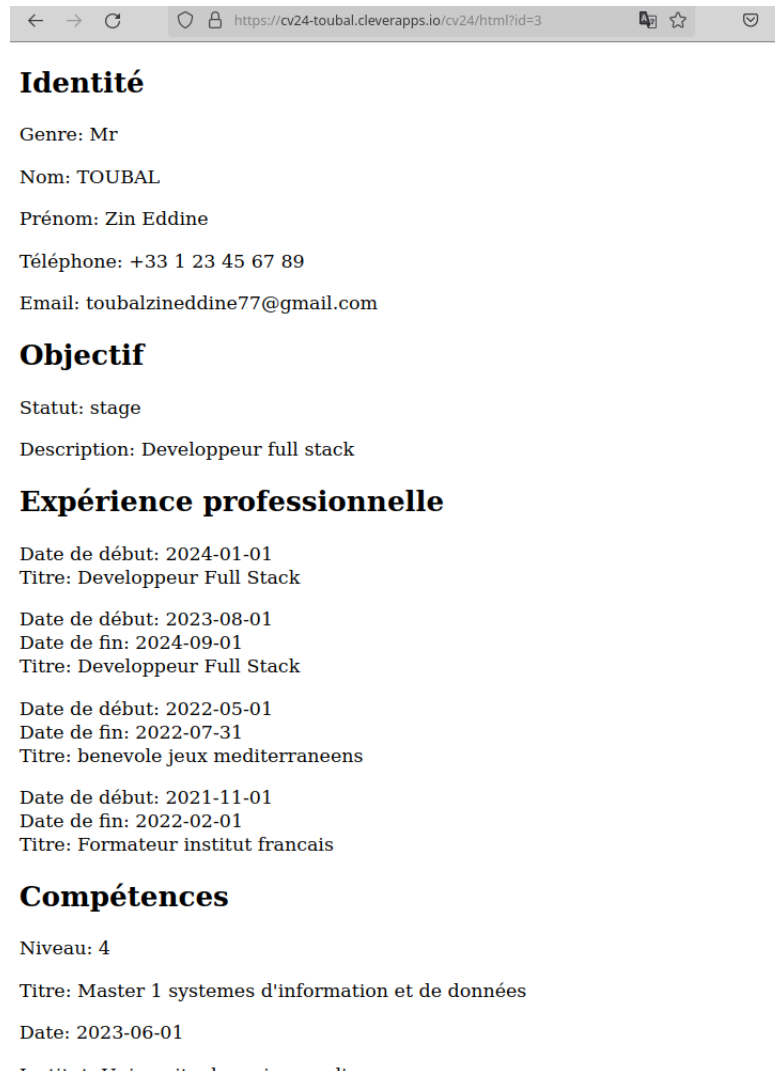 https://cv24-toubal.cleverapps.io/cv24/html?id=3
Identité
Genre: Mr
Nom: TOUBAL
Prénom: Zin Eddine
Téléphone: +33 1 23 45 67 89
Email: toubalzineddine77@gmail.com
Objectif
Statut: stage
Description: Developpeur full stack
Expérience professionnelle
Date de début: 2024-01-01
Titre: Developpeur Full Stack
Date de début: 2023-08-01
Date de fin: 2024-09-01
Titre: Developpeur Full Stack
Date de début: 2022-05-01
Date de fin: 2022-07-31
Titre: benevole jeux mediterraneens
Date de début: 2021-11-01
Date de fin: 2022-02-01
Titre: Formateur institut francais
Compétences
Niveau: 4
Titre: Master 1 systemes d'information et de données
Date: 2023-06-01